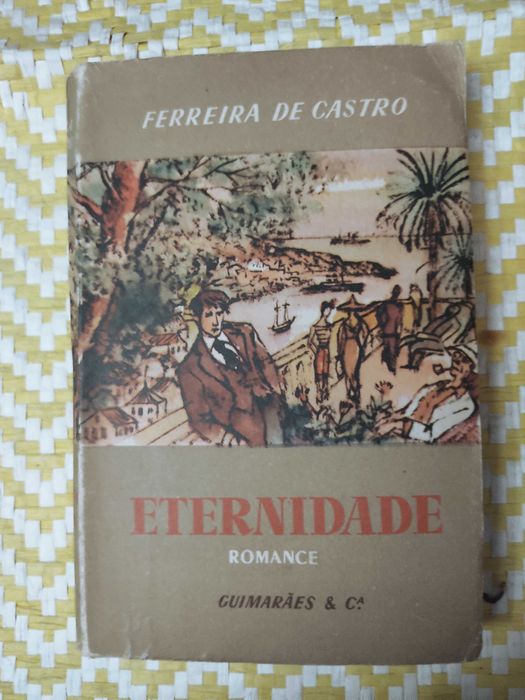 FERREIRA DE CASTRO
ETERNIDADE
ROMANCE
GUIMARÃES & Cᴬ